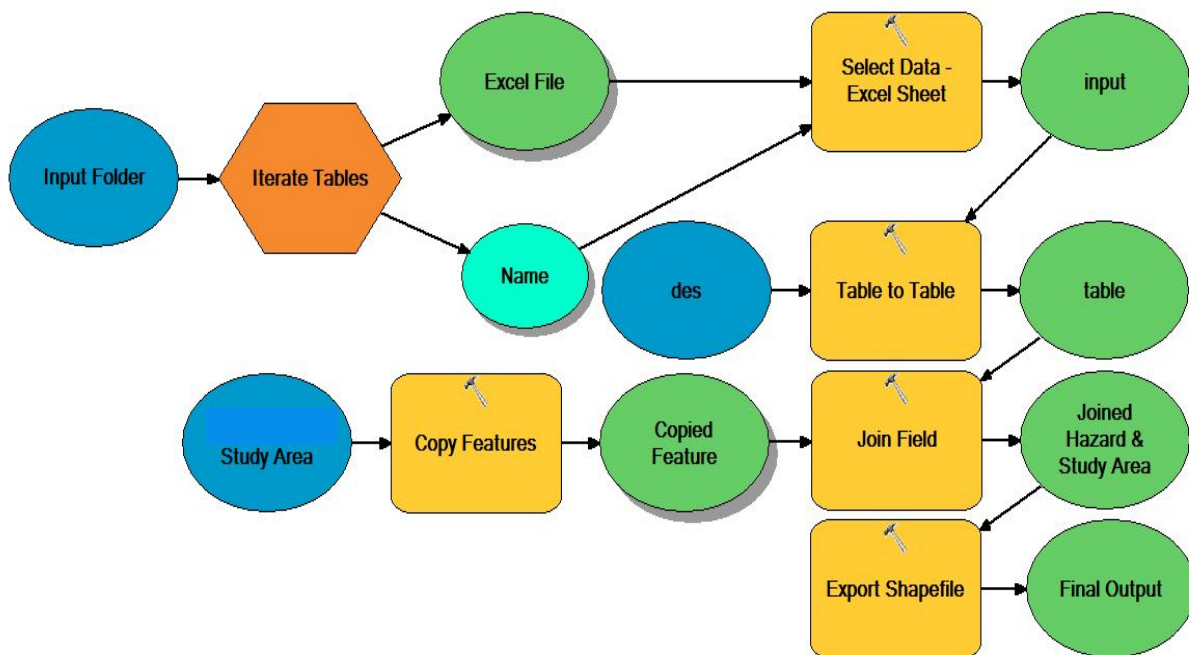 Input Folder
Iterate Tables
Excel File
Name
Select Data -
Excel Sheet
input
des
Table to Table
table
Study Area
Copy Features
Copied
Feature
Join Field
Joined
Hazard &
Study Area
Export Shapefile
Final Output